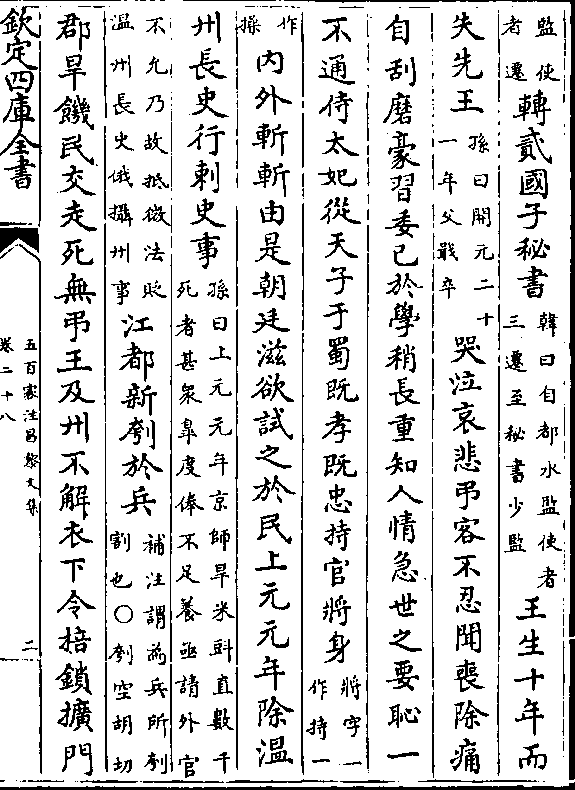 監使
者遷
轉貳國子秘書
韓曰自都水監使者
三遷至秘書少監
王生十年而
失先王
孫曰開元二十
一年父戢卒
哭泣哀悲弔客不忍聞喪除痛
自刮磨豪習委已於學稍長重知人情急世之要恥一
不通侍太妃從天子于蜀既孝既忠持官將身
將字一
作持一
作採
內外斬斬由是朝廷滋欲試之於民上元元年除溫
州長史行刺史事
孫曰上元元年京師旱米㪷直數千
死者甚衆臯度俸不足養亟請外官
不允乃故抵微法貶
温州長史俄攝州事
江都新刳於兵
補注謂為兵所刳
割也〇刳空胡切
郡旱饑民交走死無弔王及州不解衣下令掊鎖擴門
欽定四庫全書
五百家注昌黎文集
卷二十八
二